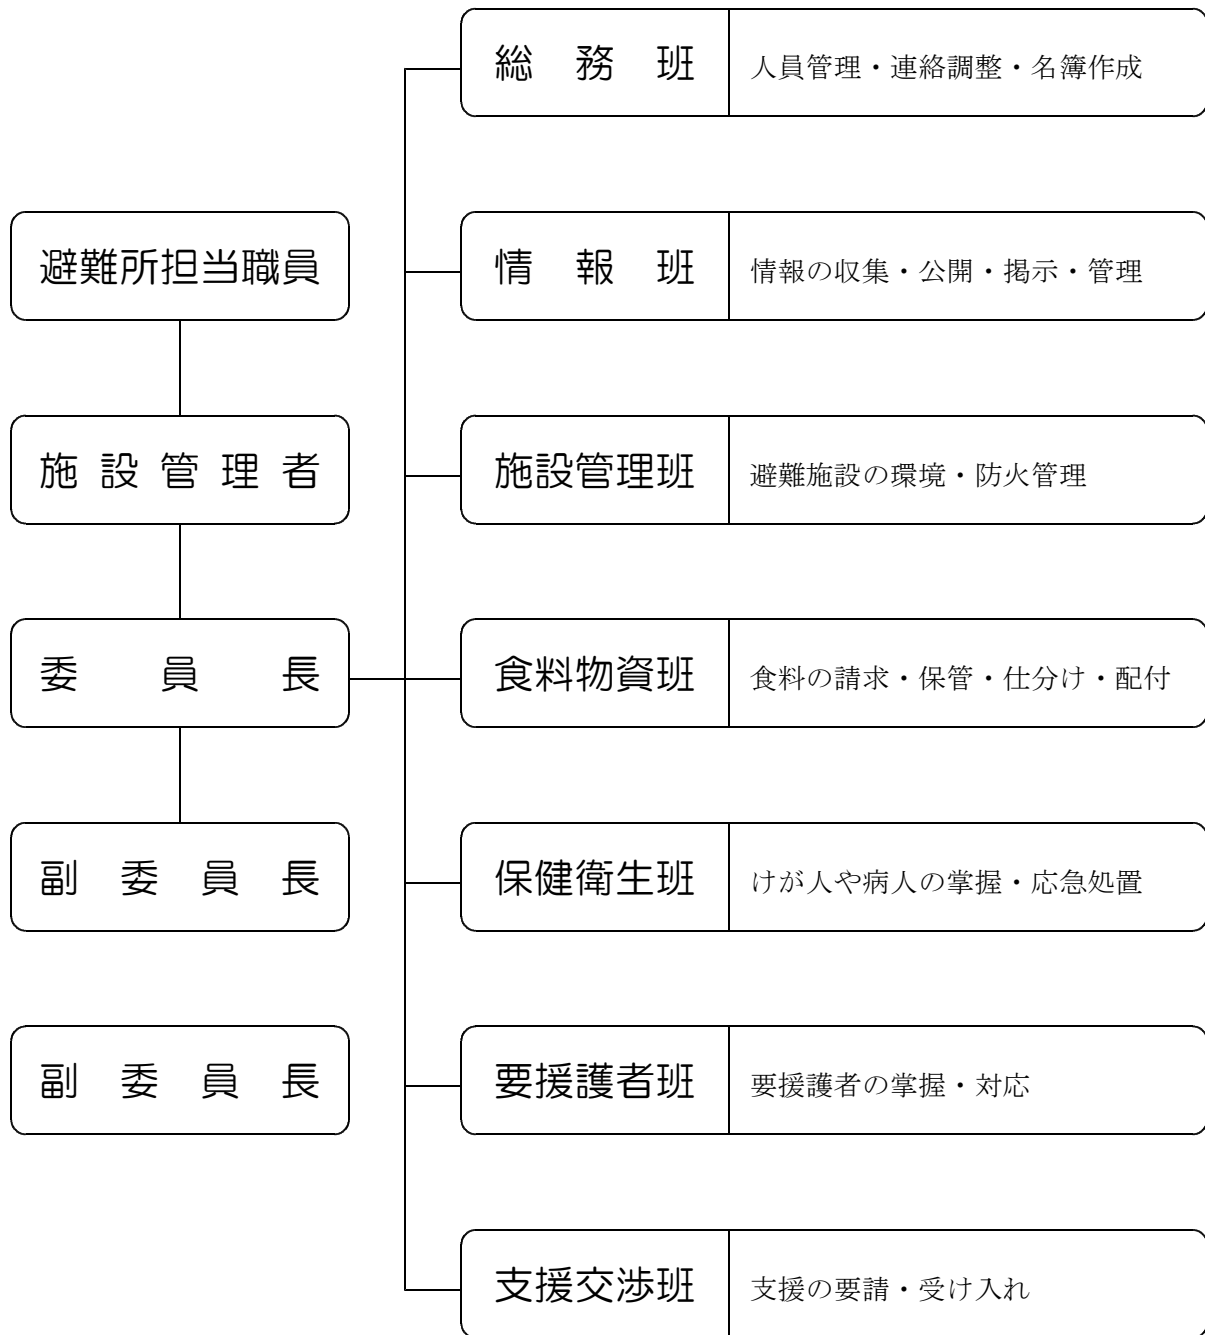 総務班 人員管理・連絡調整・名簿作成
避難所担当職員
情報班 情報の収集・公開・掲示・管理
施設管理者
施設管理班 避難施設の環境・防火管理
委員長
食料物資班 食料の請求・保管・仕分け・配付
副委員長
保健衛生班 けが人や病人の掌握・応急処置
副委員長
要援護者班 要援護者の掌握・対応
支援交渉班 支援の要請・受け入れ